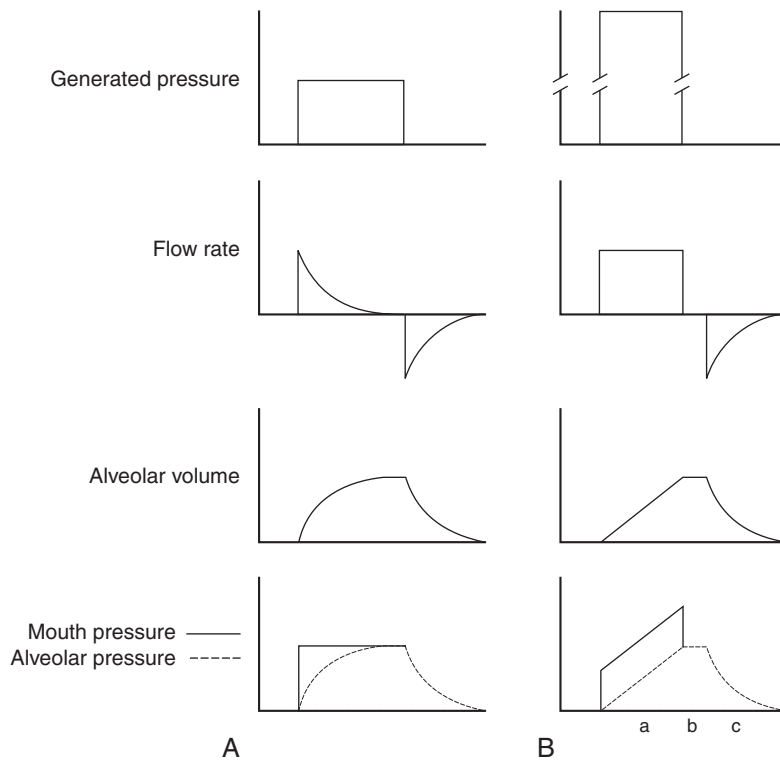 Generated pressure
Flow rate
Alveolar volume
Mouth pressure
Alveolar pressure
a b c
A B